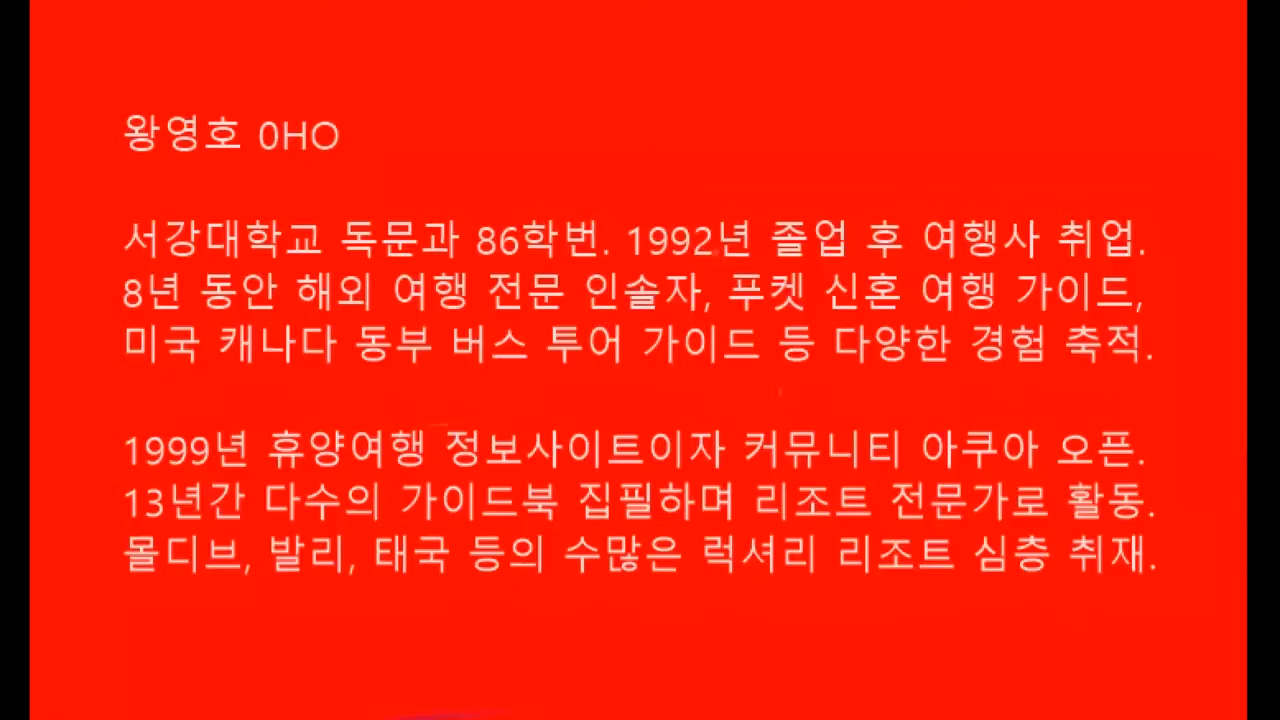 왕영호 0HO
서강대학교 독문과 86학번. 1992년 졸업 후 여행사 취업.
8년 동안 해외 여행 전문 인솔자, 푸켓 신혼 여행 가이드,
미국 캐나다 동부 버스 투어 가이드 등 다양한 경험 축적.
1999년 휴양여행 정보사이트이자 커뮤니티 아쿠아 오픈.
13년간 다수의 가이드북 집필하며 리조트 전문가로 활동.
몰디브, 발리, 태국 등의 수많은 럭셔리 리조트 심층 취재.